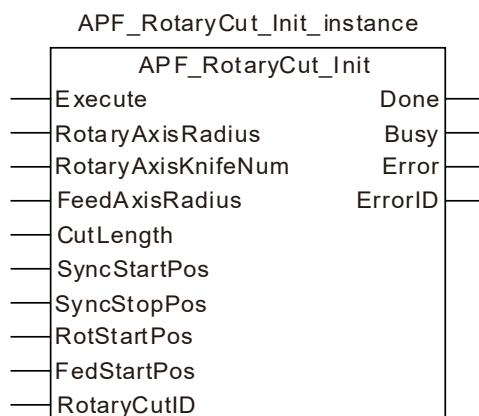 APF_RotaryCut_Init_instance
APF_RotaryCut_Init
Execute Done
RotaryAxisRadius Busy
RotaryAxisKnifeNum Error
FeedAxisRadius ErrorID
CutLength
SyncStartPos
SyncStopPos
RotStartPos
FedStartPos
RotaryCutID